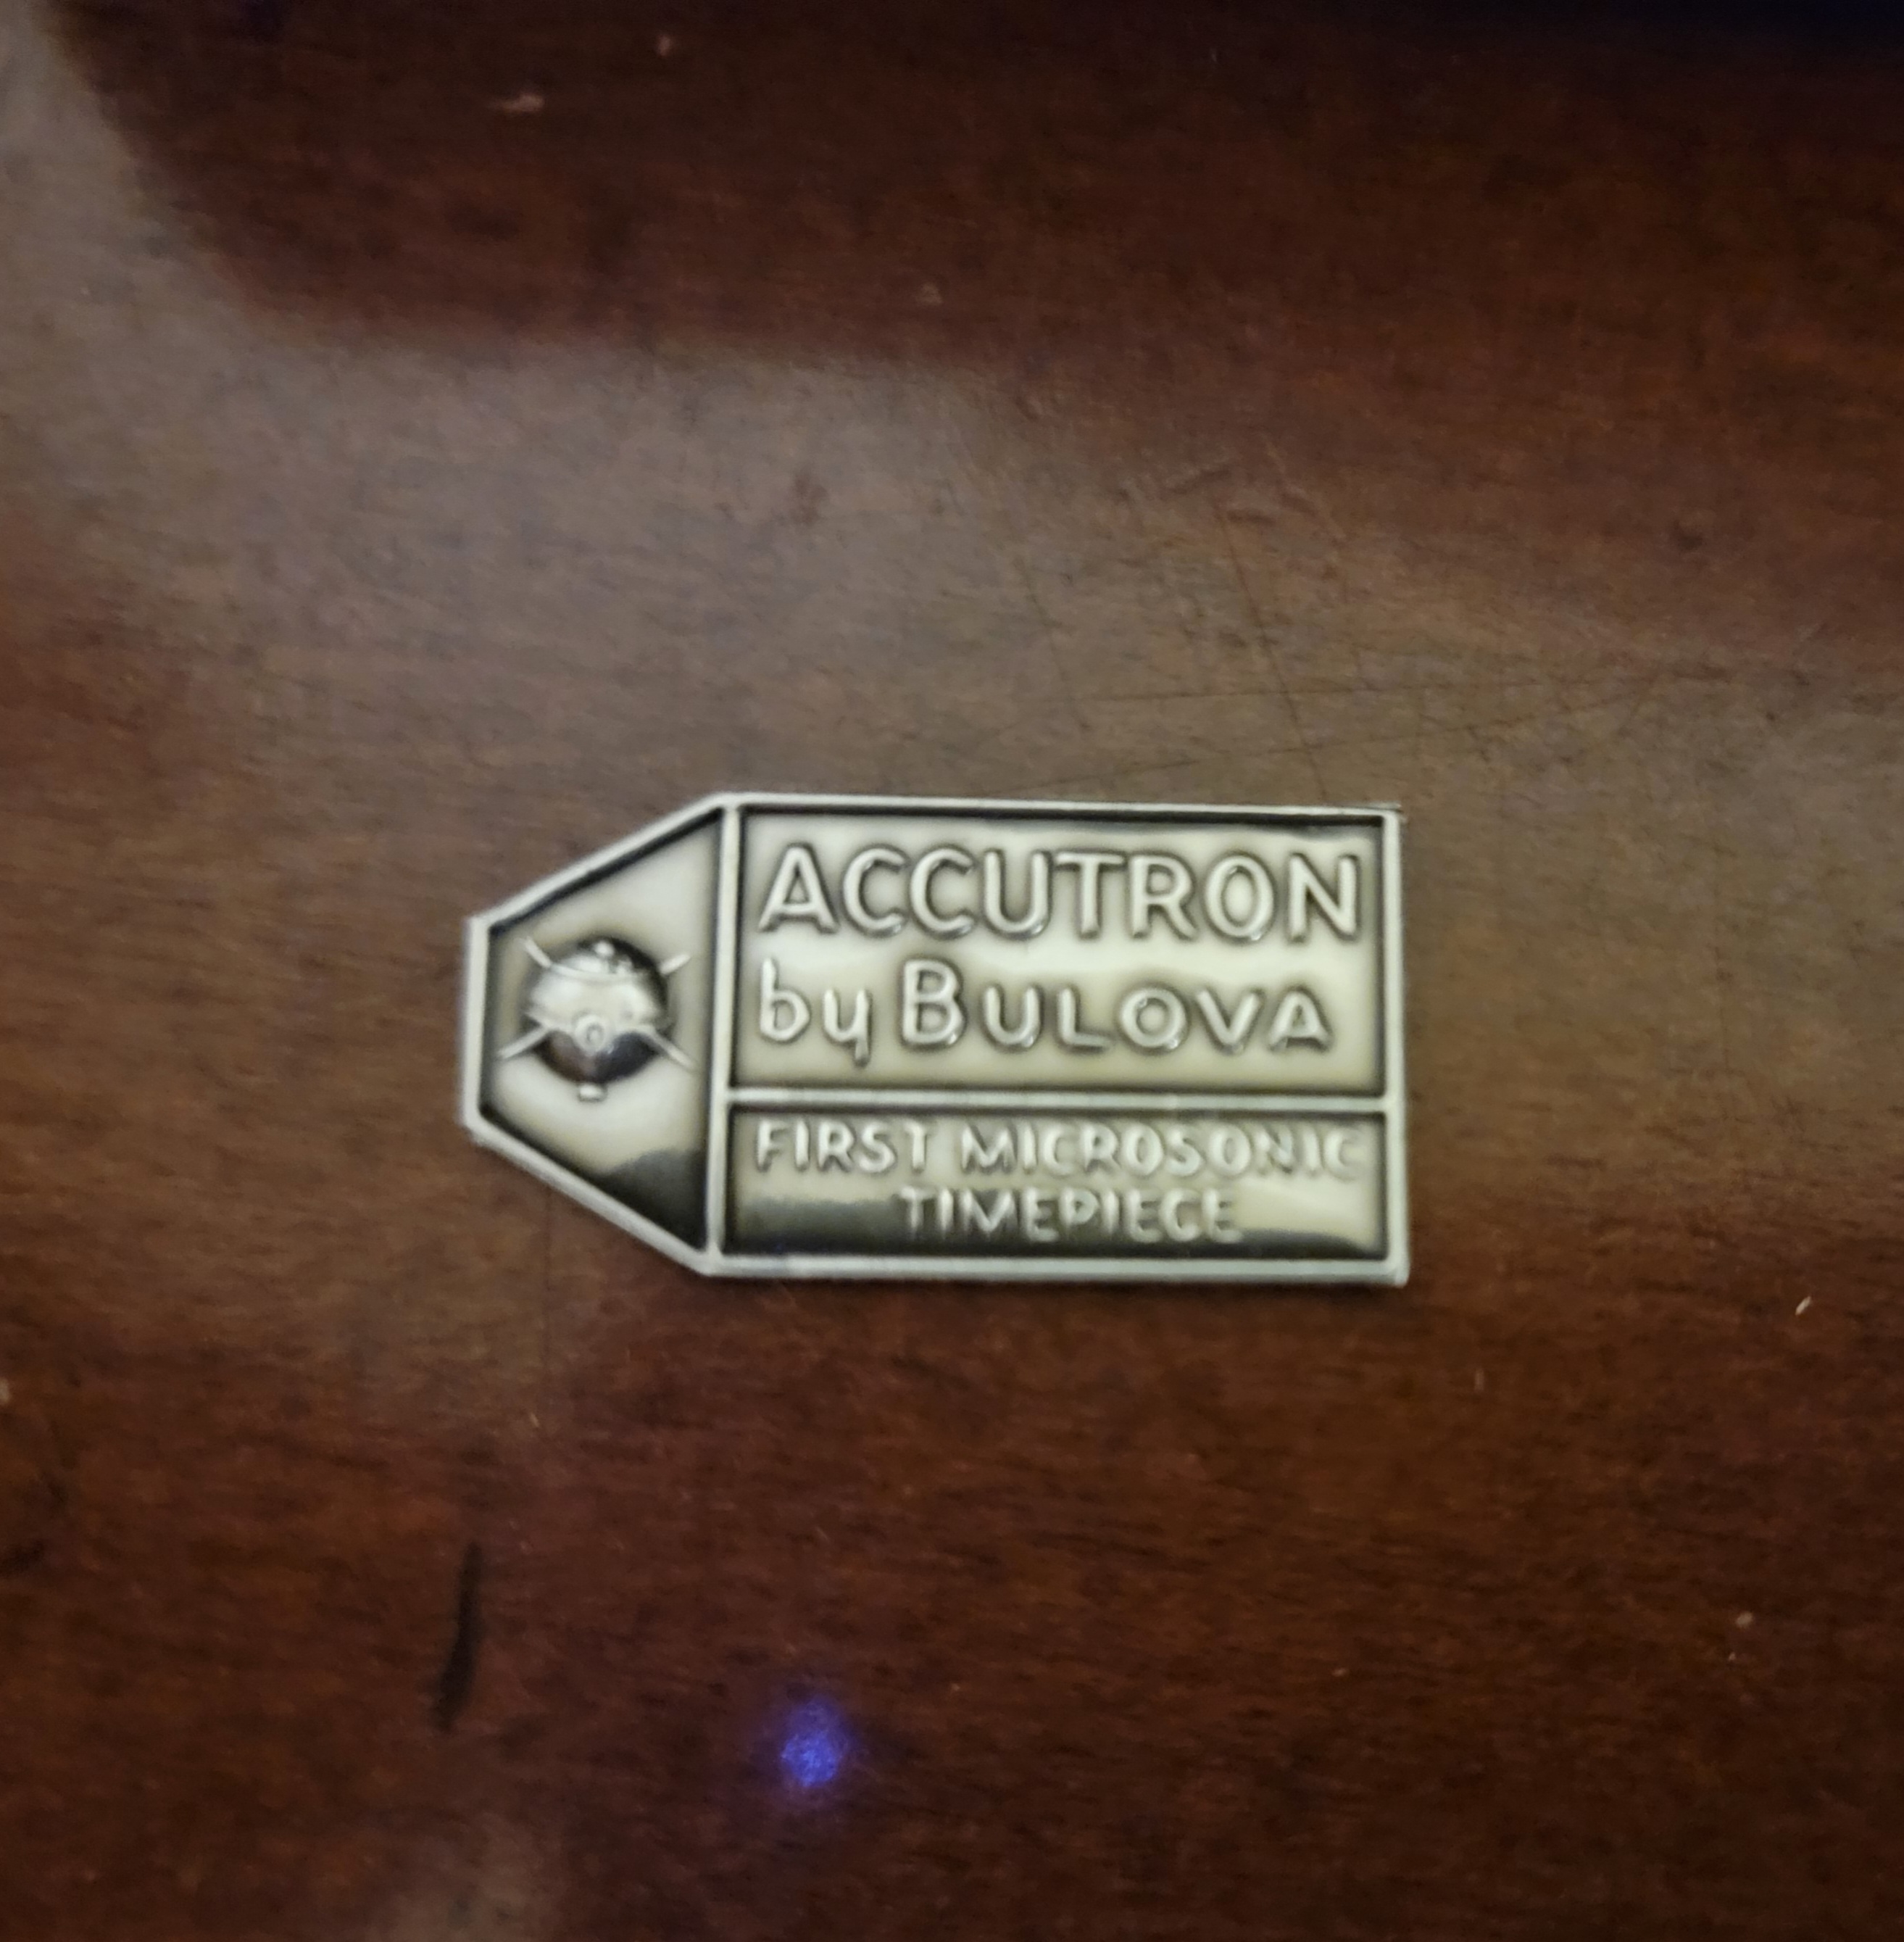 ACCUTRON
by BULOVA
FIRST MICROSONIC
TIMEPIECE